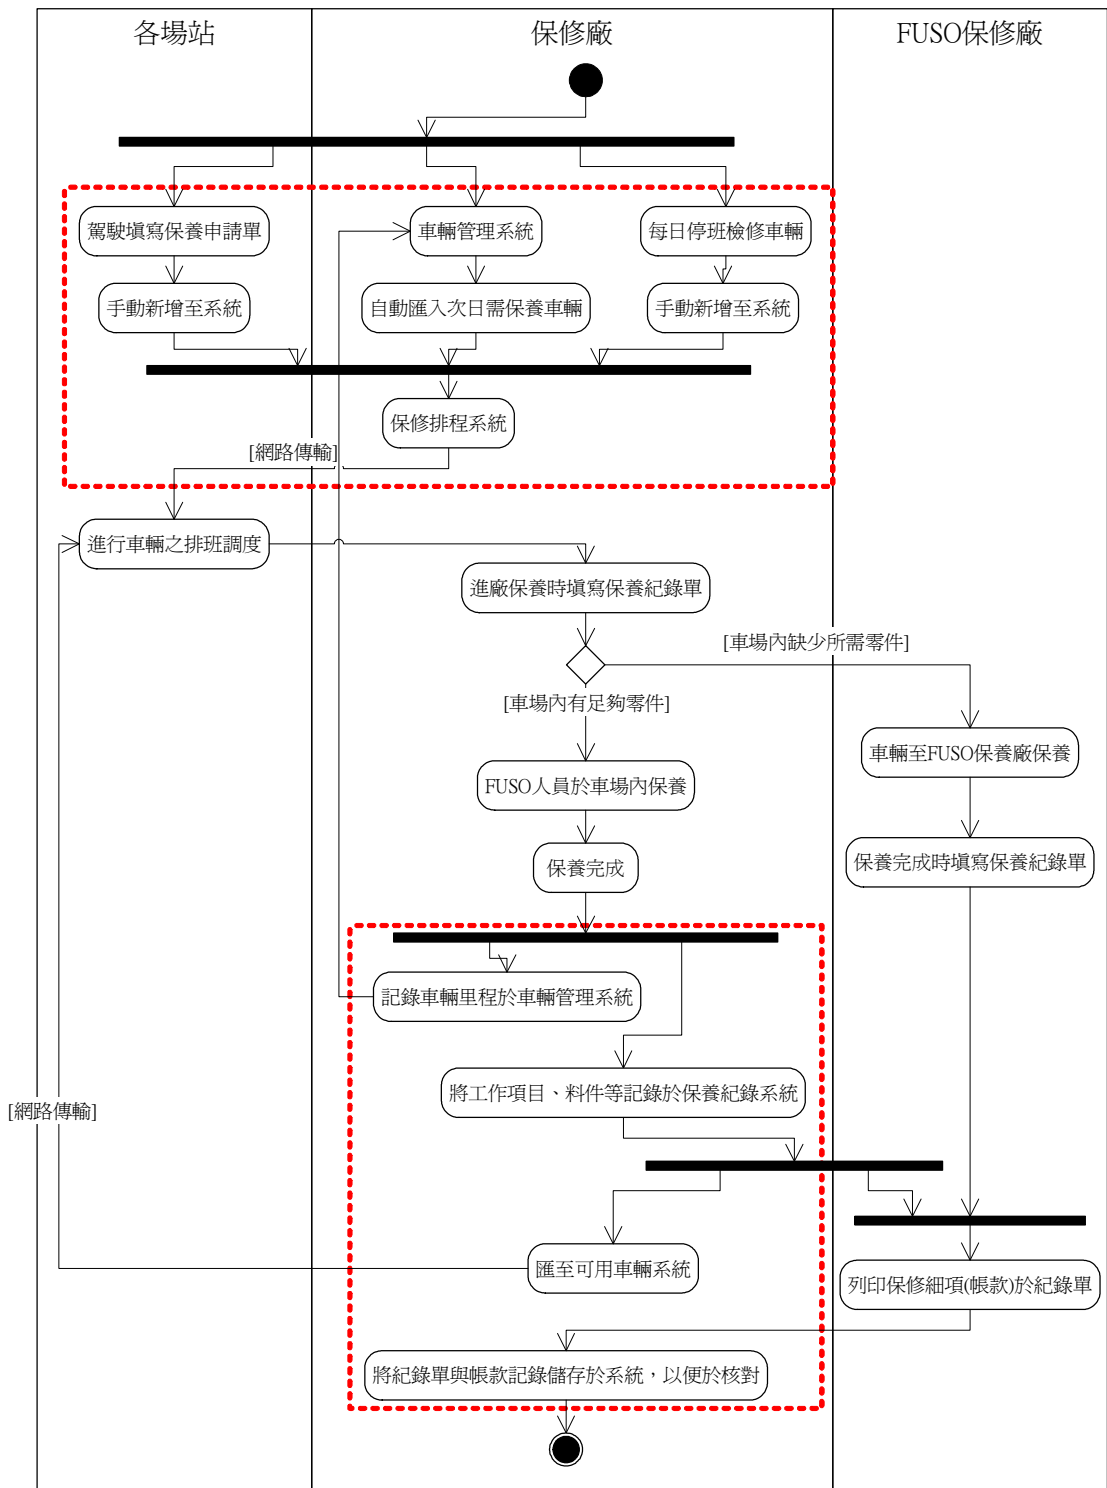 各場站
保修廠
FUSO保修廠
駕駛填寫保養申請單
車輛管理系統
每日停班檢修車輛
手動新增至系統
自動匯入次日需保養車輛
手動新增至系統
保修排程系統
[網路傳輸]
進行車輛之排班調度
進廠保養時填寫保養紀錄單
[車場內缺少所需零件]
[車場內有足夠零件]
車輛至FUSO保養廠保養
FUSO人員於車場內保養
保養完成時填寫保養紀錄單
保養完成
記錄車輛里程於車輛管理系統
將工作項目、料件等記錄於保養紀錄系統
[網路傳輸]
匯至可用車輛系統
列印保修細項(帳款)於紀錄單
將紀錄單與帳款記錄儲存於系統，以便於核對